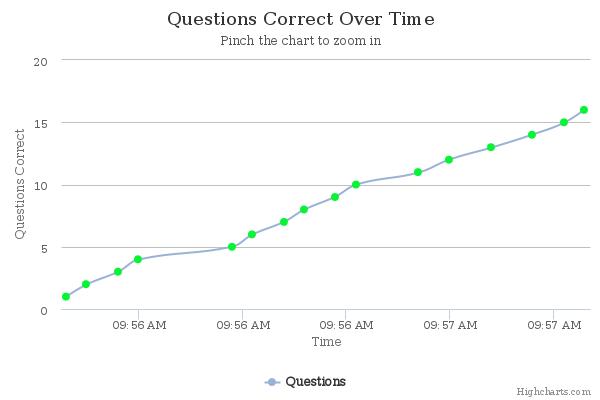 Questions Correct Over Time
Pinch the chart to zoom in
Questions Correct
20
15
10
5
0
09:56 AM 09:56 AM 09:56 AM 09:57 AM 09:57 AM
Time
Questions
Highcharts.com